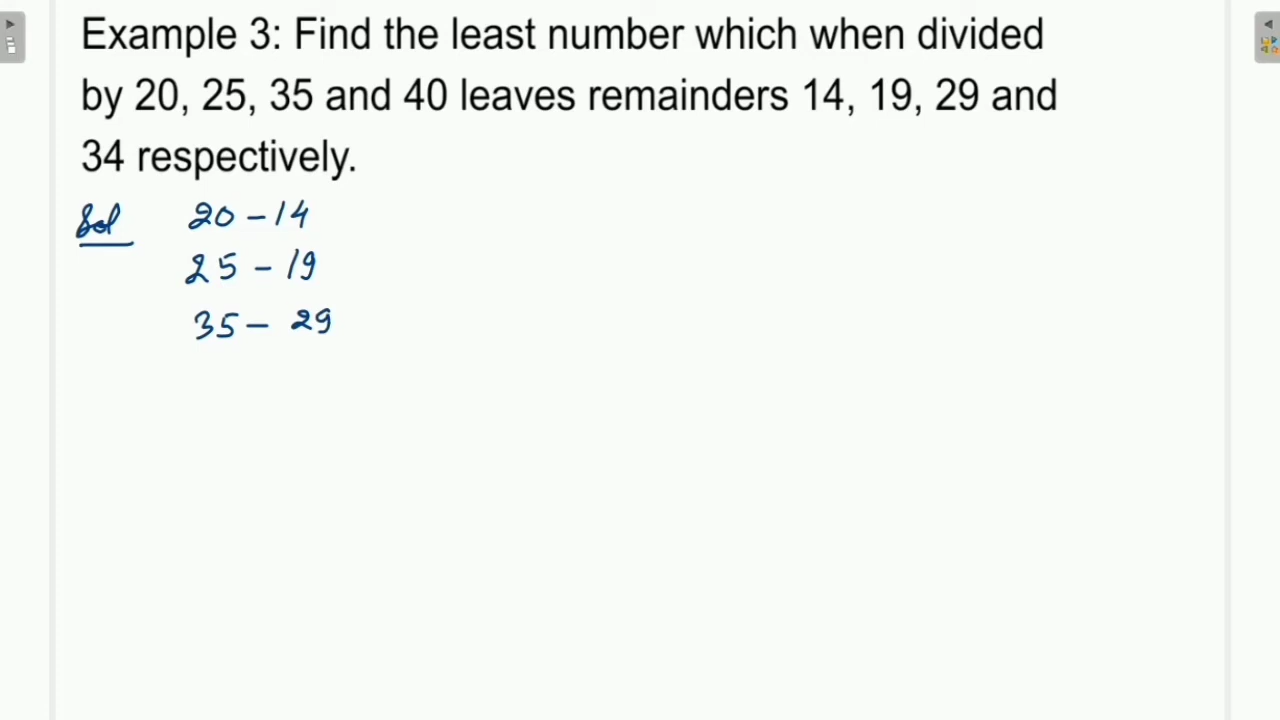 Example 3: Find the least number which when divided
by 20, 25, 35 and 40 leaves remainders 14, 19, 29 and
34 respectively.
Sol 20 - 14
25 - 19
35 - 29